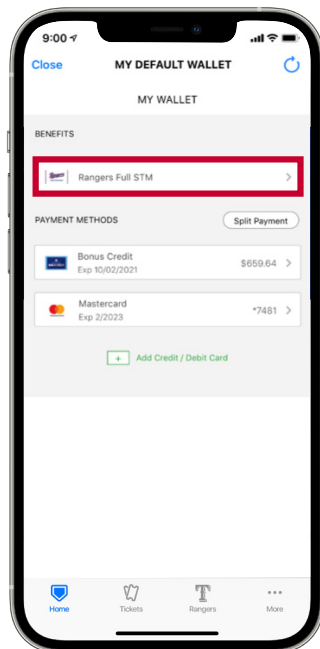 9:00
Close MY DEFAULT WALLET
MY WALLET
BENEFITS
Rangers Full STM
PAYMENT METHODS Split Payment
Bonus Credit
Exp 10/02/2021
$659.64
Mastercard
Exp 2/2023
*7481
+ Add Credit / Debit Card
Home Tickets Rangers More